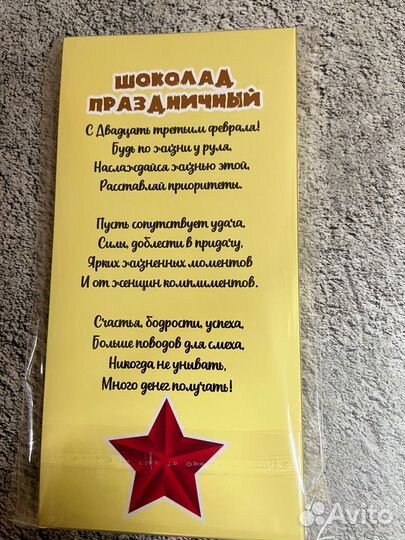 ШОКОЛАД
ПРАЗДНИЧНЫЙ
С Двадцать третьим февраля!
Будь по жизни у руля,
Наслаждайся жизнью этой,
Расставляй приоритеты.
Пусть сопутствует удача,
Силы, доблести в придачу,
Ярких жизненных моментов
И от женщин комплиментов.
Счастья, бодрости, успеха,
Больше поводов для смеха,
Никогда не унывать,
Много денег получать!
Avito